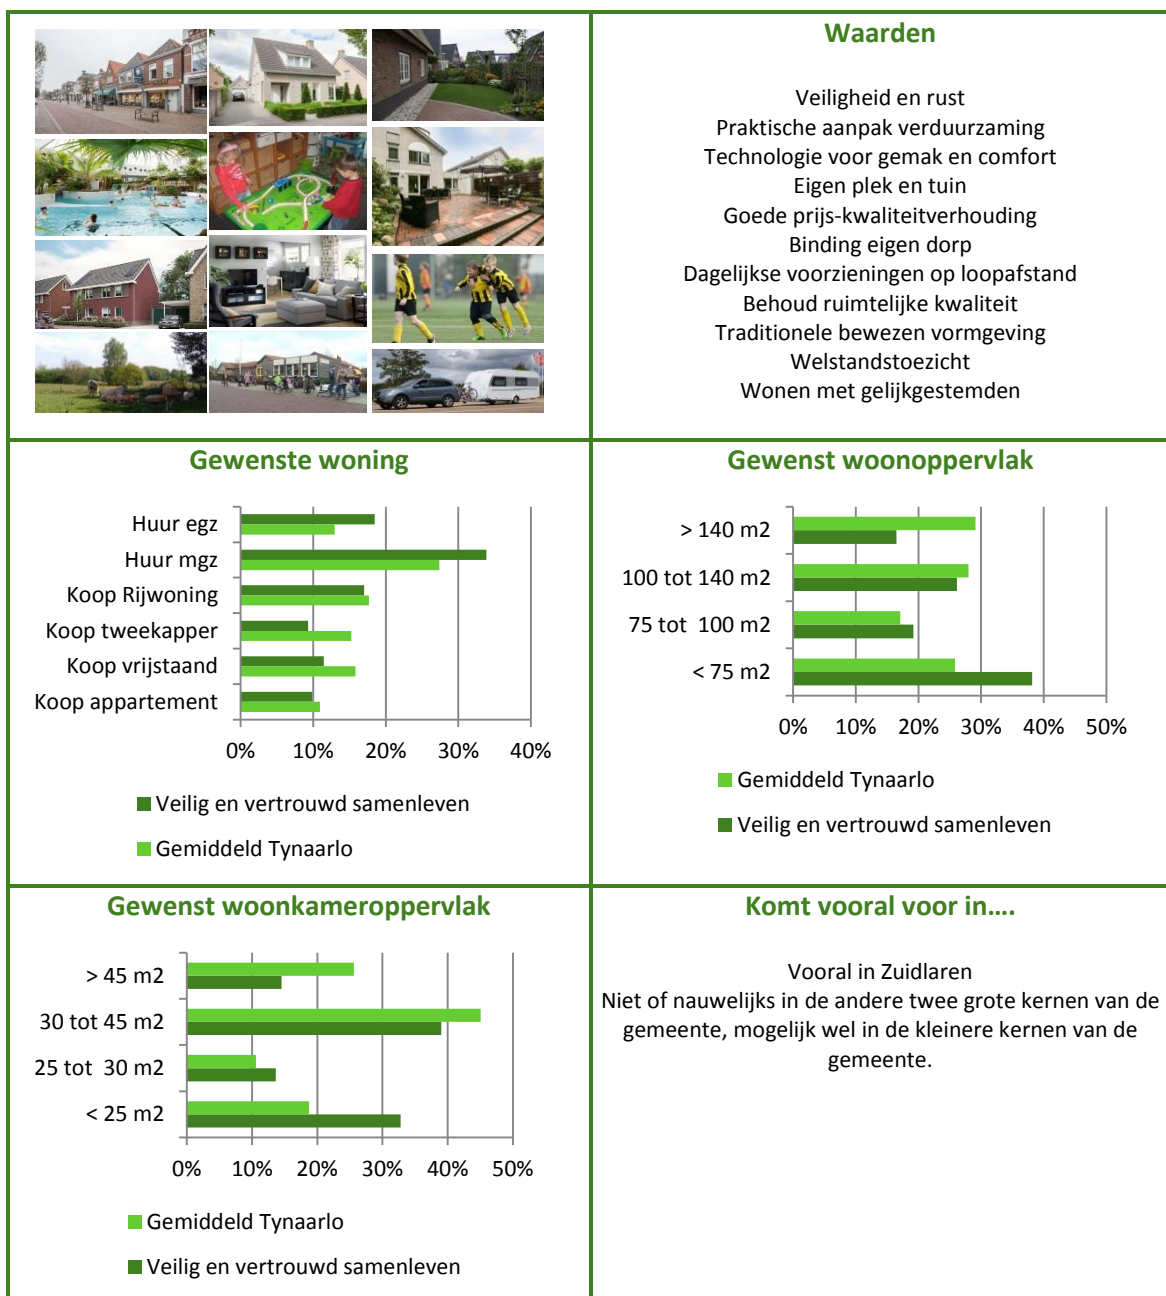 Waarden
Veiligheid en rust
Praktische aanpak verduurzaming
Technologie voor gemak en comfort
Eigen plek en tuin
Goede prijs-kwaliteitverhouding
Binding eigen dorp
Dagelijkse voorzieningen op loopafstand
Behoud ruimtelijke kwaliteit
Traditionele bewezen vormgeving
Welstandstoezicht
Wonen met gelijkgestemden
Gewenste woning
Huur egz
Huur mgz
Koop Rijwoning
Koop tweekapper
Koop vrijstaand
Koop appartement
0% 10% 20% 30% 40%
Veilig en vertrouwd samenleven
Gemiddeld Tynaarlo
Gewenst woonoppervlak
> 140 m2
100 tot 140 m2
75 tot 100 m2
< 75 m2
0% 10% 20% 30% 40% 50%
Gemiddeld Tynaarlo
Veilig en vertrouwd samenleven
Gewenst woonkameroppervlak
> 45 m2
30 tot 45 m2
25 tot 30 m2
< 25 m2
0% 10% 20% 30% 40% 50%
Gemiddeld Tynaarlo
Veilig en vertrouwd samenleven
Komt vooral voor in....
Vooral in Zuidlaren
Niet of nauwelijks in de andere twee grote kernen van de
gemeente, mogelijk wel in de kleinere kernen van de
gemeente.